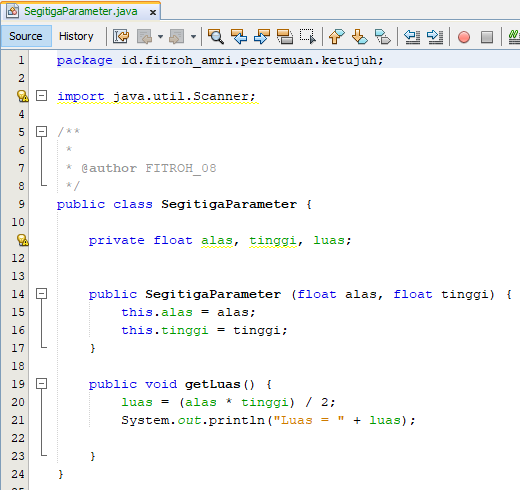 SegitigaParameter.java
Source History
1 package id.fitroh_amri.pertemuan.ketujuh;
2
3 import java.util.Scanner;
4
5 /**
6  *
7  * @author FITROH_08
8  */
9 public class SegitigaParameter {
10
    private float alas, tinggi, luas;
12
13
14     public SegitigaParameter (float alas, float tinggi) {
15         this.alas = alas;
16         this.tinggi = tinggi;
17     }
18
19     public void getLuas() {
20         luas = (alas * tinggi) / 2;
21         System.out.println("Luas = " + luas);
22
23     }
24 }